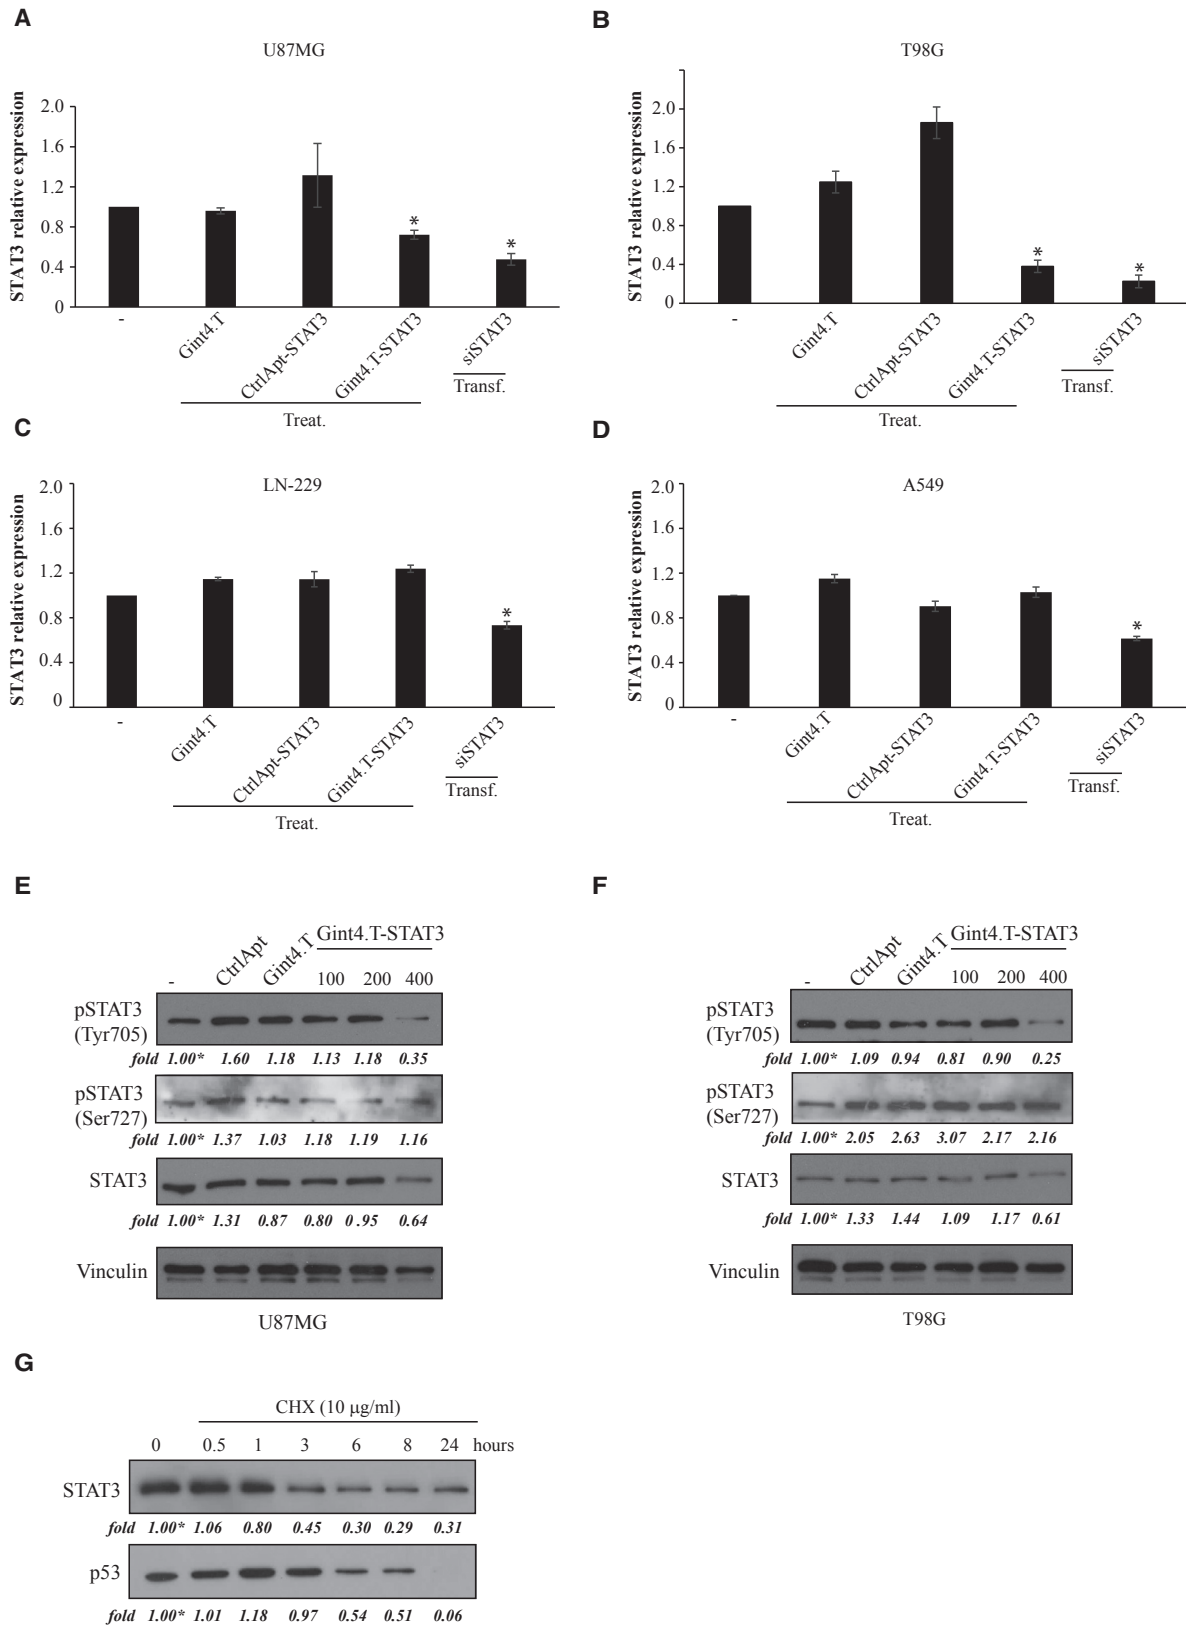 A
U87MG
STAT3 relative expression
2.0
1.6
1.2
0.8
0.4
0
*
*
-
Gint4.T
CtrlApt-STAT3
Gint4.T-STAT3
siSTAT3
Treat.
Transf.
B
T98G
STAT3 relative expression
2.0
1.6
1.2
0.8
0.4
0
*
*
-
Gint4.T
CtrlApt-STAT3
Gint4.T-STAT3
siSTAT3
Treat.
Transf.
C
LN-229
STAT3 relative expression
2.0
1.6
1.2
0.8
0.4
0
*
-
Gint4.T
CtrlApt-STAT3
Gint4.T-STAT3
siSTAT3
Treat.
Transf.
D
A549
STAT3 relative expression
2.0
1.6
1.2
0.8
0.4
0
*
-
Gint4.T
CtrlApt-STAT3
Gint4.T-STAT3
siSTAT3
Treat.
Transf.
E
Gint4.T-STAT3
- CtrlApt Gint4.T 100 200 400
pSTAT3
(Tyr705)
fold 1.00* 1.60 1.18 1.13 1.18 0.35
pSTAT3
(Ser727)
fold 1.00* 1.37 1.03 1.18 1.19 1.16
STAT3
fold 1.00* 1.31 0.87 0.80 0.95 0.64
Vinculin
U87MG
F
Gint4.T-STAT3
- CtrlApt Gint4.T 100 200 400
pSTAT3
(Tyr705)
fold 1.00* 1.09 0.94 0.81 0.90 0.25
pSTAT3
(Ser727)
fold 1.00* 2.05 2.63 3.07 2.17 2.16
STAT3
fold 1.00* 1.33 1.44 1.09 1.17 0.61
Vinculin
T98G
G
CHX (10 µg/ml)
0 0.5 1 3 6 8 24 hours
STAT3
fold 1.00* 1.06 0.80 0.45 0.30 0.29 0.31
p53
fold 1.00* 1.01 1.18 0.97 0.54 0.51 0.06